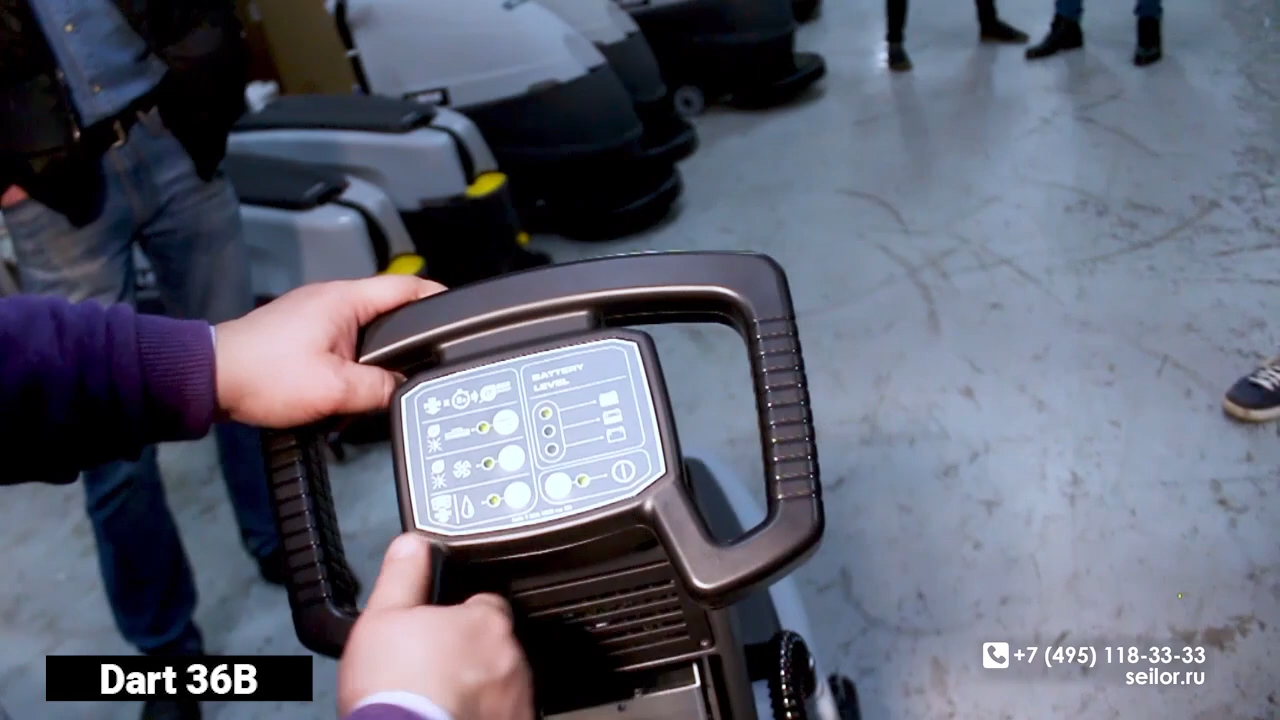 BATTERY
LEVEL
Dart 36B
+7 (495) 118-33-33
seilor.ru